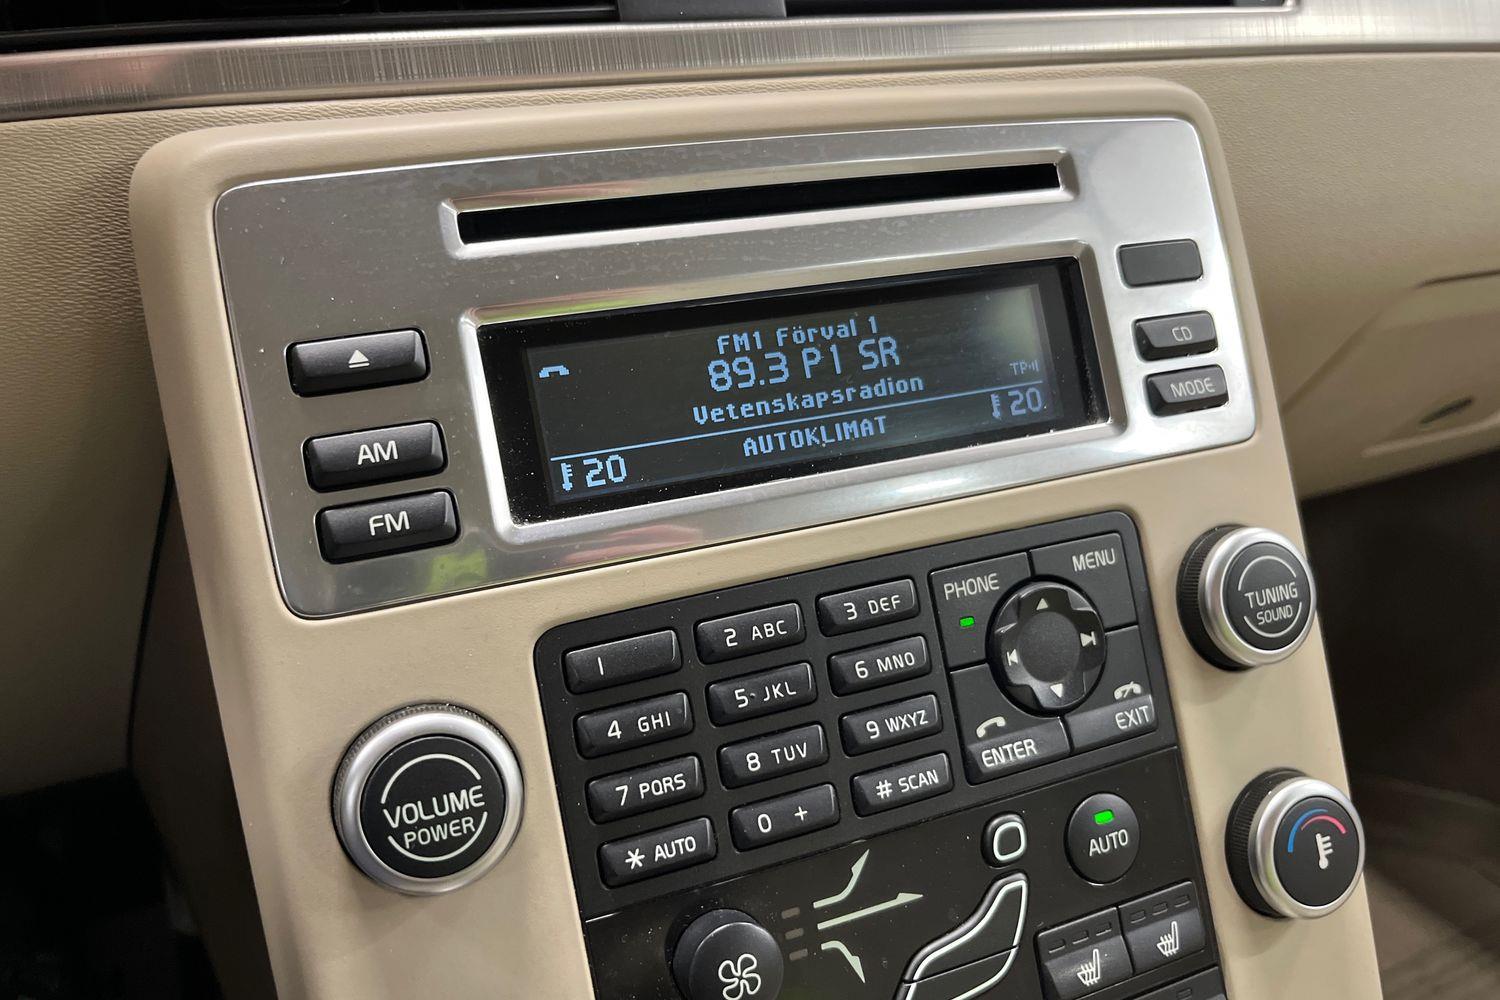 FM1 Förval 1
89.3 P1 SR
Vetenskapsradion
TP
AUTOKLIMAT
20
20
AM
FM
CD
MODE
VOLUME
POWER
1
2 ABC
3 DEF
4 GHI
5 JKL
6 MNO
7 PQRS
8 TUV
9 WXYZ
* AUTO
0 +
# SCAN
PHONE
MENU
ENTER
EXIT
TUNING
SOUND
AUTO